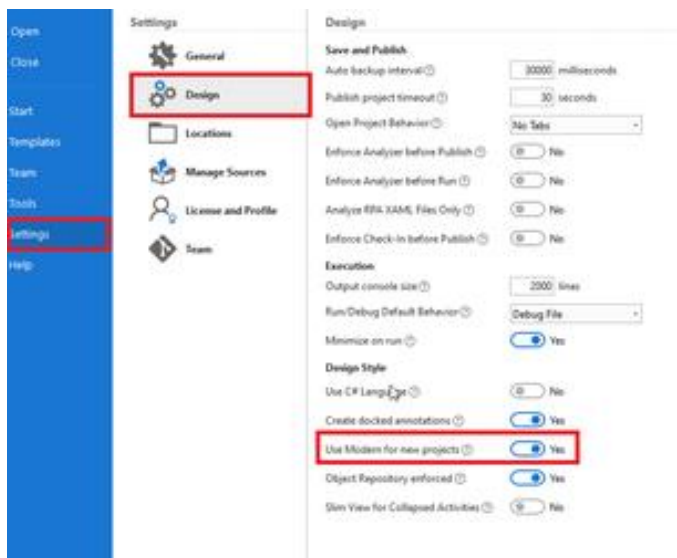 Open
Close
Start
Templates
Team
Tools
Settings
Help
Settings
General
Design
Locations
Manage Sources
License and Profile
Team
Design
Save and Publish
Auto backup interval 30000 milliseconds
Publish project timeout 30 seconds
Open Project Behavior No Tabs
Enforce Analyzer before Publish No
Enforce Analyzer before Run No
Analyze RPA XAML Files Only No
Enforce Check-In before Publish No
Execution
Output console size 2000 lines
Run/Debug Default Behavior Debug File
Minimize on run Yes
Design Style
Use C# Language No
Create docked annotations Yes
Use Modern for new projects Yes
Object Repository enforced Yes
Slim View for Collapsed Activities No